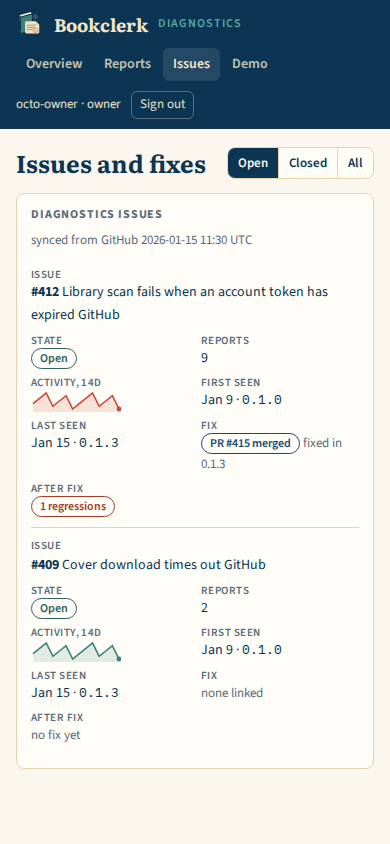 Bookclerk DIAGNOSTICS
Overview Reports Issues Demo
octo-owner · owner Sign out
Issues and fixes Open Closed All
DIAGNOSTICS ISSUES
synced from GitHub 2026-01-15 11:30 UTC
ISSUE
#412 Library scan fails when an account token has
expired GitHub
STATE REPORTS
Open 9
ACTIVITY, 14D FIRST SEEN
Jan 9 · 0.1.0
LAST SEEN FIX
Jan 15 · 0.1.3 PR #415 merged fixed in
0.1.3
AFTER FIX
1 regressions
ISSUE
#409 Cover download times out GitHub
STATE REPORTS
Open 2
ACTIVITY, 14D FIRST SEEN
Jan 9 · 0.1.0
LAST SEEN FIX
Jan 15 · 0.1.3 none linked
AFTER FIX
no fix yet